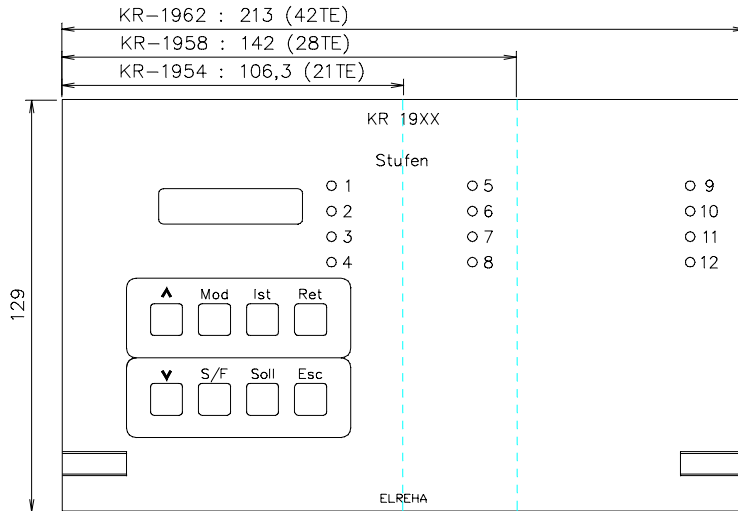 KR-1962 : 213 (42TE)
KR-1958 : 142 (28TE)
KR-1954 : 106,3 (21TE)
KR 19XX
Stufen
1 5 9
2 6 10
3 7 11
4 8 12
129
Mod Ist Ret
S/F Soll Esc
ELREHA